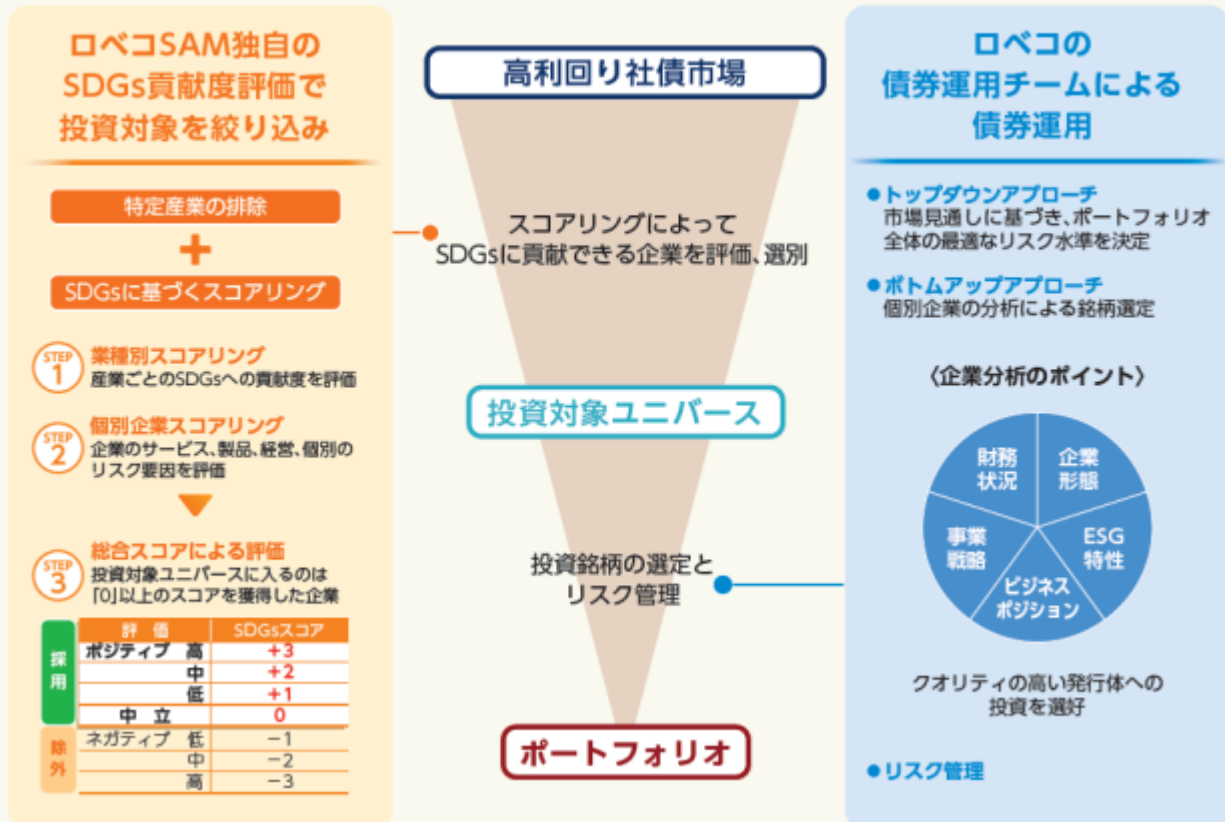 ロベコSAM独自の
SDGs貢献度評価で
投資対象を絞り込み
特定産業の排除
+
SDGsに基づくスコアリング
STEP
1
業種別スコアリング
産業ごとのSDGsへの貢献度を評価
STEP
2
個別企業スコアリング
企業のサービス、製品、経営、個別の
リスク要因を評価
STEP
3
総合スコアによる評価
投資対象ユニバースに入るのは
「0」以上のスコアを獲得した企業
評 価 SDGsスコア
採用
ポジティブ 高 +3
中 +2
低 +1
中 立 0
除外
ネガティブ 低 −1
中 −2
高 −3
高利回り社債市場
スコアリングによって
SDGsに貢献できる企業を評価、選別
投資対象ユニバース
投資銘柄の選定と
リスク管理
ポートフォリオ
ロベコの
債券運用チームによる
債券運用
●トップダウンアプローチ
市場見通しに基づき、ポートフォリオ
全体の最適なリスク水準を決定
●ボトムアップアプローチ
個別企業の分析による銘柄選定
〈企業分析のポイント〉
財務
状況
企業
形態
事業
戦略
ESG
特性
ビジネス
ポジション
クオリティの高い発行体への
投資を選好
●リスク管理